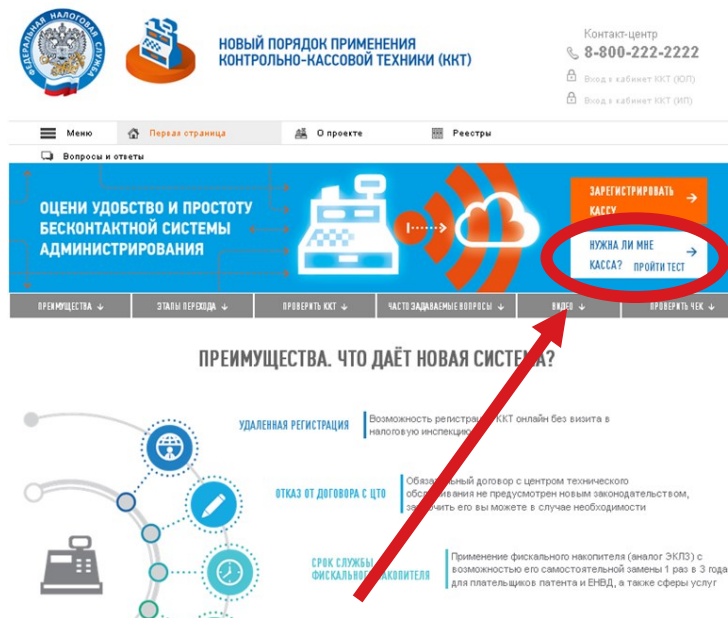 ФЕДЕРАЛЬНАЯ НАЛОГОВАЯ СЛУЖБА
НОВЫЙ ПОРЯДОК ПРИМЕНЕНИЯ
КОНТРОЛЬНО-КАССОВОЙ ТЕХНИКИ (ККТ)
Контакт-центр
8-800-222-2222
Вход в кабинет ККТ (ЮЛ)
Вход в кабинет ККТ (ИП)
Меню
Первая страница
О проекте
Реестры
Вопросы и ответы
ОЦЕНИ УДОБСТВО И ПРОСТОТУ
БЕСКОНТАКТНОЙ СИСТЕМЫ
АДМИНИСТРИРОВАНИЯ
ЗАРЕГИСТРИРОВАТЬ
КАССУ
НУЖНА ЛИ МНЕ
КАССА? ПРОЙТИ ТЕСТ
ПРЕИМУЩЕСТВА
ЭТАПЫ ПЕРЕХОДА
ПРОВЕРИТЬ ККТ
ЧАСТО ЗАДАВАЕМЫЕ ВОПРОСЫ
ВИДЕО
ПРОВЕРИТЬ ЧЕК
ПРЕИМУЩЕСТВА. ЧТО ДАЁТ НОВАЯ СИСТЕМА?
УДАЛЕННАЯ РЕГИСТРАЦИЯ
Возможность регистрации ККТ онлайн без визита в
налоговую инспекцию
ОТКАЗ ОТ ДОГОВОРА С ЦТО
Обязательный договор с центром технического
обслуживания не предусмотрен новым законодательством,
заключить его вы можете в случае необходимости
СРОК СЛУЖБЫ
ФИСКАЛЬНОГО НАКОПИТЕЛЯ
Применение фискального накопителя (аналог ЭКЛЗ) с
возможностью его самостоятельной замены 1 раз в 3 года
для плательщиков патента и ЕНВД, а также сферы услуг